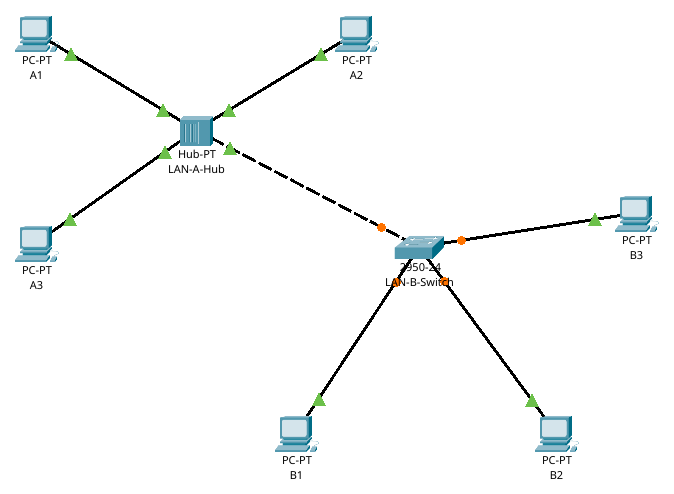 PC-PT
A1
PC-PT
A2
Hub-PT
LAN-A-Hub
PC-PT
A3
PC-PT
B3
2950-24
LAN-B-Switch
PC-PT
B1
PC-PT
B2